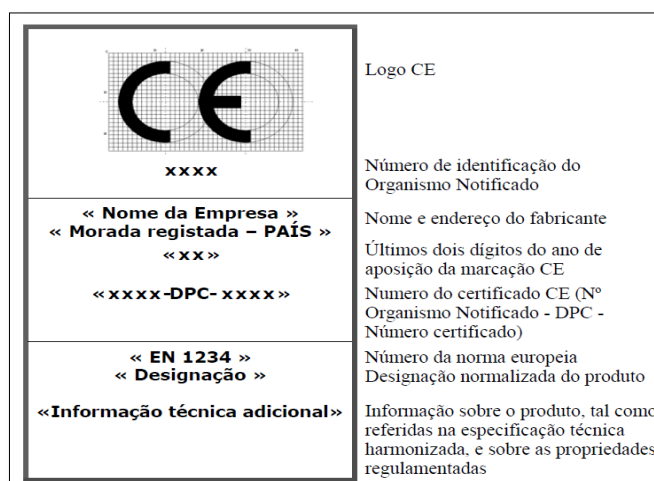 CE
Logo CE
xxxx
Número de identificação do
Organismo Notificado
« Nome da Empresa »
« Morada registada – PAÍS »
Nome e endereço do fabricante
«xx»
Últimos dois dígitos do ano de
aposição da marcação CE
«xxxx-DPC- xxxx»
Numero do certificado CE (Nº
Organismo Notificado - DPC -
Número certificado)
« EN 1234 »
« Designação »
Número da norma europeia
Designação normalizada do produto
«Informação técnica adicional»
Informação sobre o produto, tal como
referidas na especificação técnica
harmonizada, e sobre as propriedades
regulamentadas